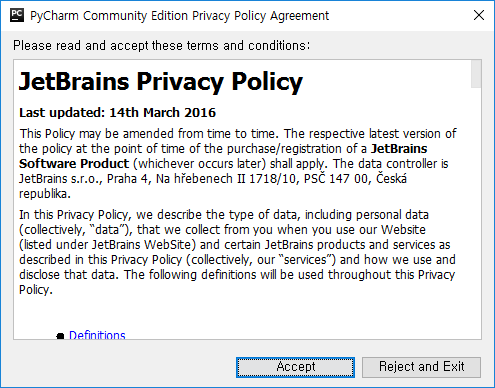 PC PyCharm Community Edition Privacy Policy Agreement
Please read and accept these terms and conditions:
JetBrains Privacy Policy
Last updated: 14th March 2016
This Policy may be amended from time to time. The respective latest version of
the policy at the point of time of the purchase/registration of a JetBrains
Software Product (whichever occurs later) shall apply. The data controller is
JetBrains s.r.o., Praha 4, Na hřebenech II 1718/10, PSČ 147 00, Česká
republika.
In this Privacy Policy, we describe the type of data, including personal data
(collectively, “data”), that we collect from you when you use our Website
(listed under JetBrains WebSite) and certain JetBrains products and services as
described in this Privacy Policy (collectively, our “services”) and how we use and
disclose that data. The following definitions will be used throughout this Privacy
Policy.
Definitions
Accept
Reject and Exit